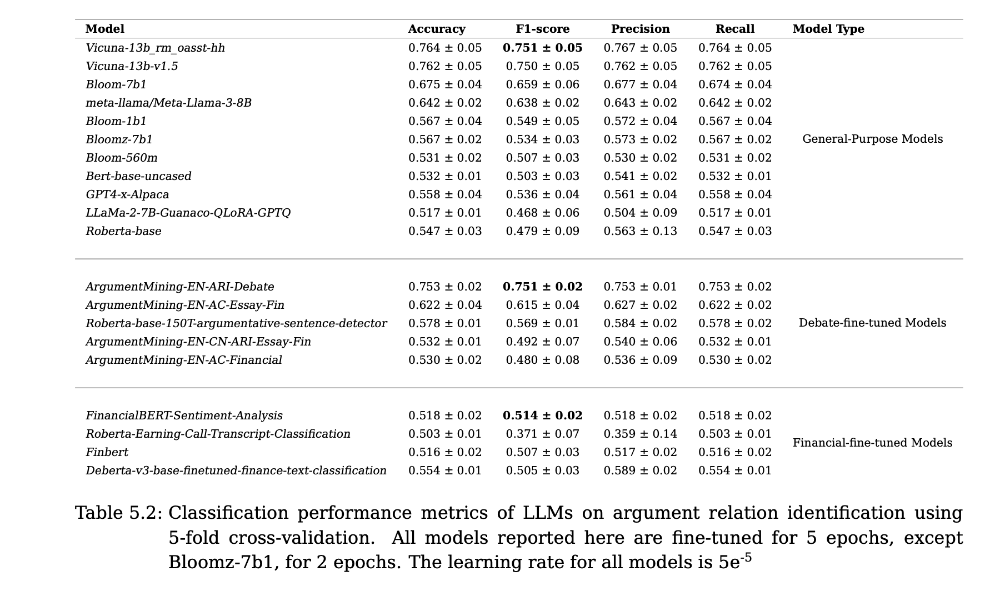 Model Accuracy F1-score Precision Recall Model Type
Vicuna-13b_rm_oasst-hh 0.764 ± 0.05 0.751 ± 0.05 0.767 ± 0.05 0.764 ± 0.05
Vicuna-13b-v1.5 0.762 ± 0.05 0.750 ± 0.05 0.762 ± 0.05 0.762 ± 0.05
Bloom-7b1 0.675 ± 0.04 0.659 ± 0.06 0.677 ± 0.04 0.674 ± 0.04
meta-llama/Meta-Llama-3-8B 0.642 ± 0.02 0.638 ± 0.02 0.643 ± 0.02 0.642 ± 0.02
Bloom-1b1 0.567 ± 0.04 0.549 ± 0.05 0.572 ± 0.04 0.567 ± 0.04
Bloomz-7b1 0.567 ± 0.02 0.534 ± 0.03 0.573 ± 0.02 0.567 ± 0.02 General-Purpose Models
Bloom-560m 0.531 ± 0.02 0.507 ± 0.03 0.530 ± 0.02 0.531 ± 0.02
Bert-base-uncased 0.532 ± 0.01 0.503 ± 0.03 0.541 ± 0.02 0.532 ± 0.01
GPT4-x-Alpaca 0.558 ± 0.04 0.536 ± 0.04 0.561 ± 0.04 0.558 ± 0.04
LLaMa-2-7B-Guanaco-QLoRA-GPTQ 0.517 ± 0.01 0.468 ± 0.06 0.504 ± 0.09 0.517 ± 0.01
Roberta-base 0.547 ± 0.03 0.479 ± 0.09 0.563 ± 0.13 0.547 ± 0.03
ArgumentMining-EN-ARI-Debate 0.753 ± 0.02 0.751 ± 0.02 0.753 ± 0.01 0.753 ± 0.02
ArgumentMining-EN-AC-Essay-Fin 0.622 ± 0.04 0.615 ± 0.04 0.627 ± 0.02 0.622 ± 0.02
Roberta-base-150T-argumentative-sentence-detector 0.578 ± 0.01 0.569 ± 0.01 0.584 ± 0.02 0.578 ± 0.02 Debate-fine-tuned Models
ArgumentMining-EN-CN-ARI-Essay-Fin 0.532 ± 0.01 0.492 ± 0.07 0.540 ± 0.06 0.532 ± 0.01
ArgumentMining-EN-AC-Financial 0.530 ± 0.02 0.480 ± 0.08 0.536 ± 0.09 0.530 ± 0.02
FinancialBERT-Sentiment-Analysis 0.518 ± 0.02 0.514 ± 0.02 0.518 ± 0.02 0.518 ± 0.02
Roberta-Earning-Call-Transcript-Classification 0.503 ± 0.01 0.371 ± 0.07 0.359 ± 0.14 0.503 ± 0.01
Financial-fine-tuned Models
Finbert 0.516 ± 0.02 0.507 ± 0.03 0.517 ± 0.02 0.516 ± 0.02
Deberta-v3-base-finetuned-finance-text-classification 0.554 ± 0.01 0.505 ± 0.03 0.589 ± 0.02 0.554 ± 0.01
Table 5.2: Classification performance metrics of LLMs on argument relation identification using
5-fold cross-validation. All models reported here are fine-tuned for 5 epochs, except
Bloomz-7b1, for 2 epochs. The learning rate for all models is 5e⁻⁵